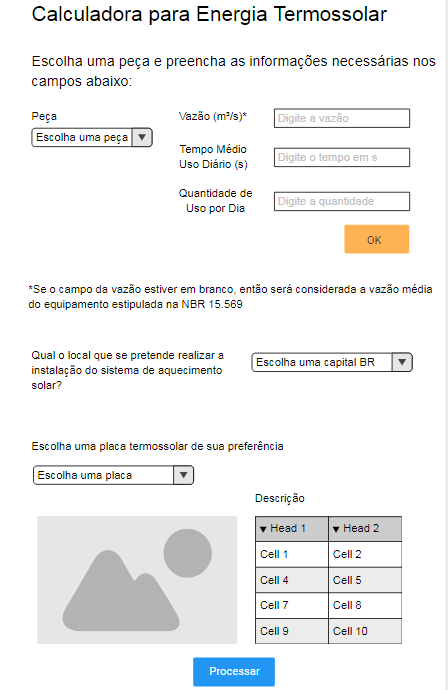 Calculadora para Energia Termossolar
Escolha uma peça e preencha as informações necessárias nos
campos abaixo:
Peça
Escolha uma peça
Vazão (m³/s)*
Digite a vazão
Tempo Médio
Uso Diário (s)
Digite o tempo em s
Quantidade de
Uso por Dia
Digite a quantidade
OK
*Se o campo da vazão estiver em branco, então será considerada a vazão média
do equipamento estipulada na NBR 15.569
Qual o local que se pretende realizar a
instalação do sistema de aquecimento
solar?
Escolha uma capital BR
Escolha uma placa termossolar de sua preferência
Escolha uma placa
Descrição
Head 1 Head 2
Cell 1 Cell 2
Cell 4 Cell 5
Cell 7 Cell 8
Cell 9 Cell 10
Processar